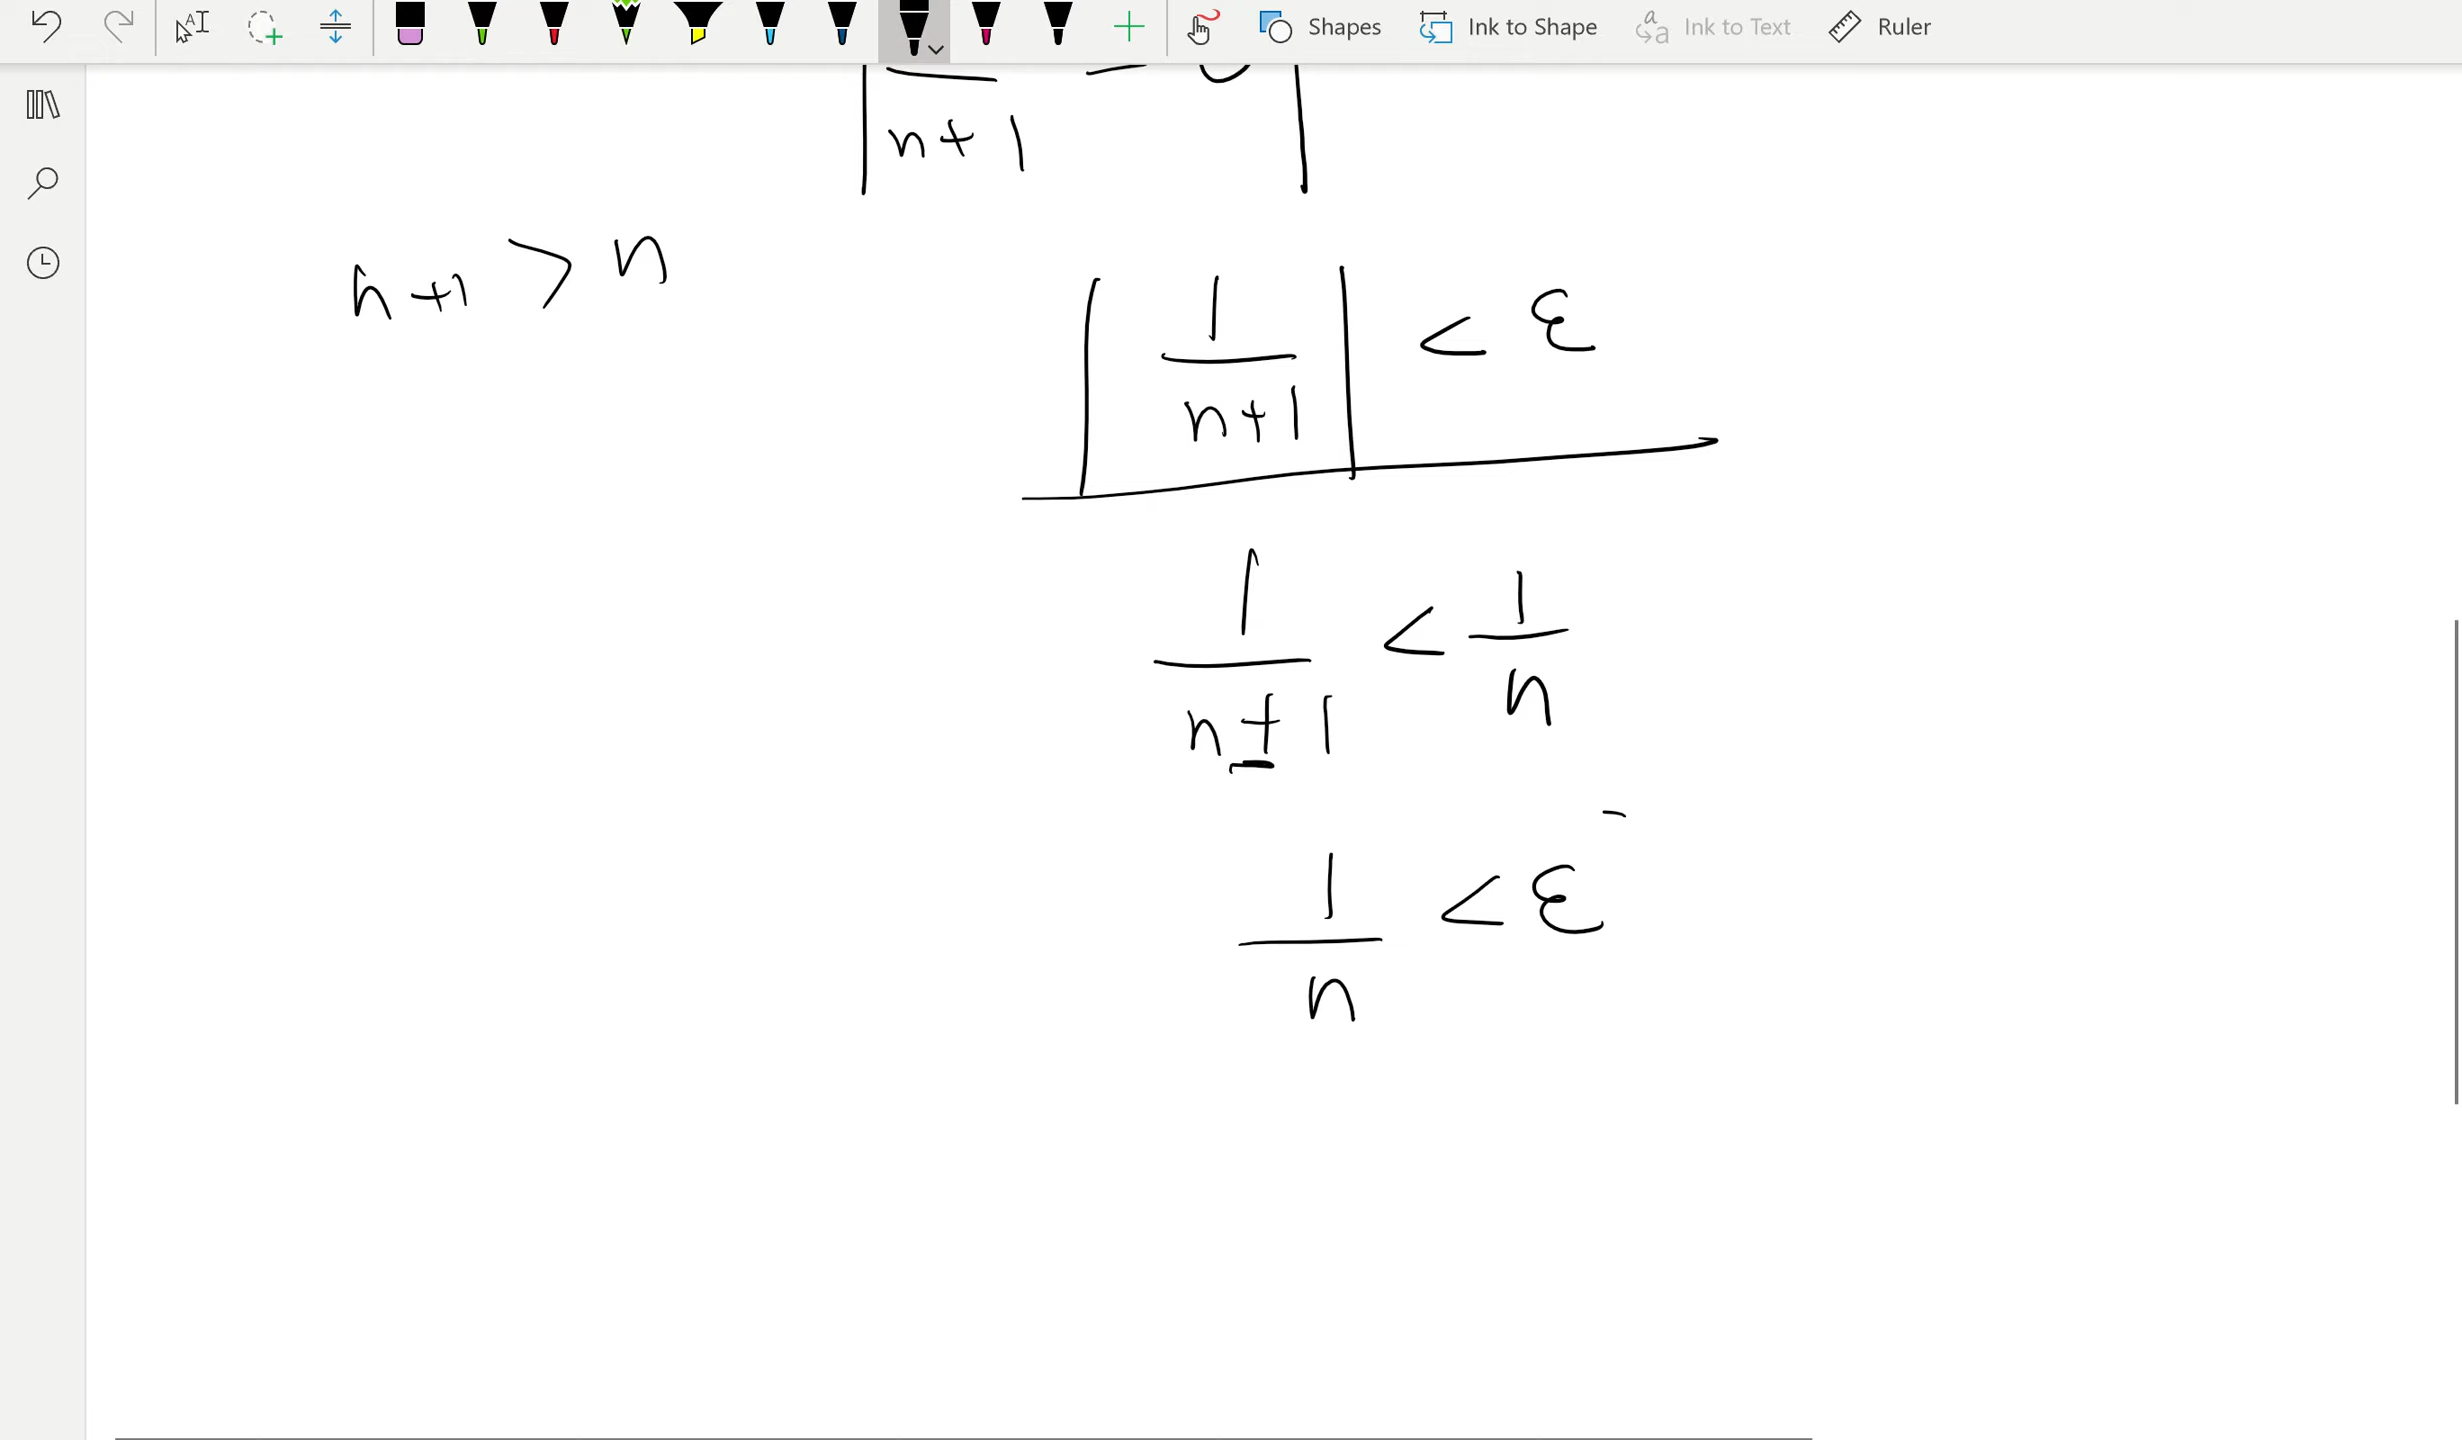 Shapes Ink to Shape Ink to Text Ruler
n+1
n+1 > n
|1/(n+1)| < ε
1/(n+1) < 1/n
1/n < ε